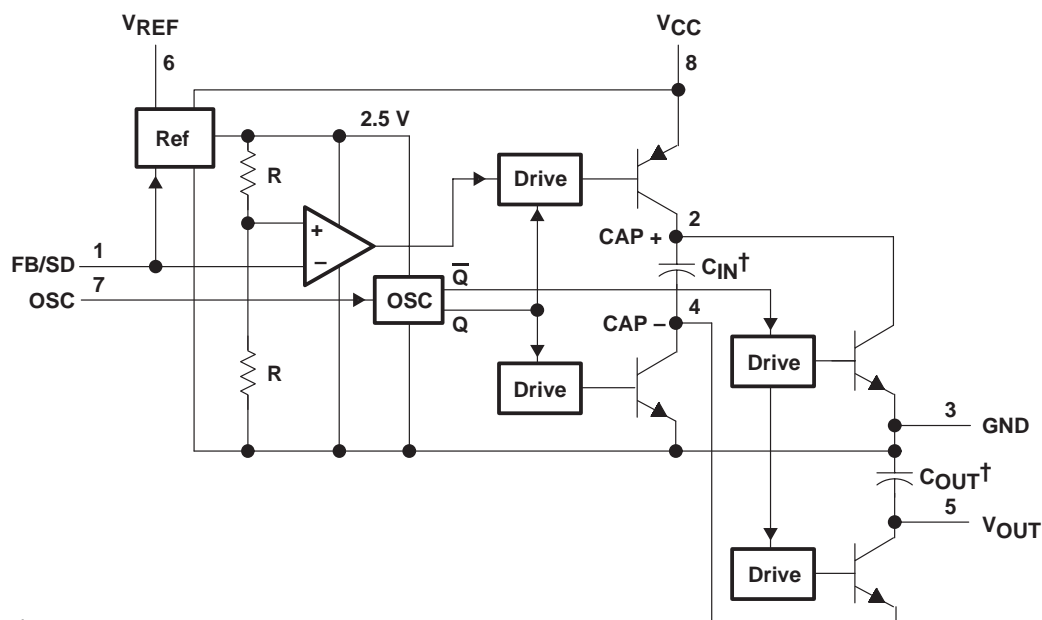 VREF
VCC
6
8
2.5 V
Ref
R
Drive
2
CAP +
+
–
1
FB/SD
7
OSC
CIN†
Q̅
OSC
Q
4
CAP –
R
Drive
Drive
3
GND
COUT†
5
VOUT
Drive